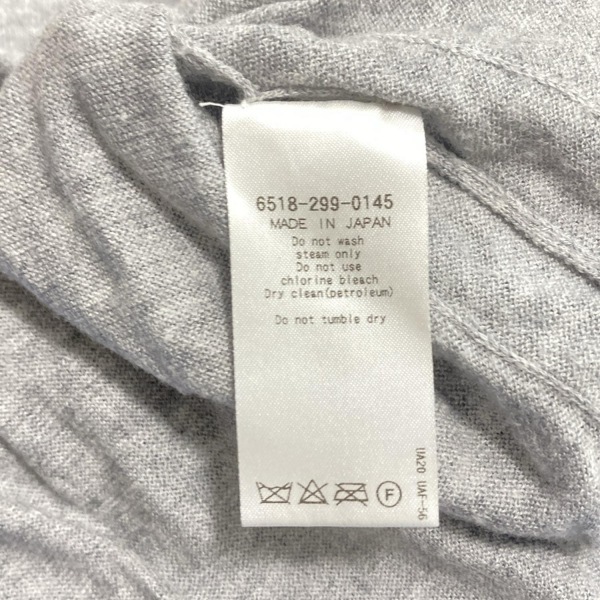 6518-299-0145
MADE IN JAPAN
Do not wash
steam only
Do not use
chlorine bleach
Dry clean(petroleum)
Do not tumble dry
F
UA20 UAF-56